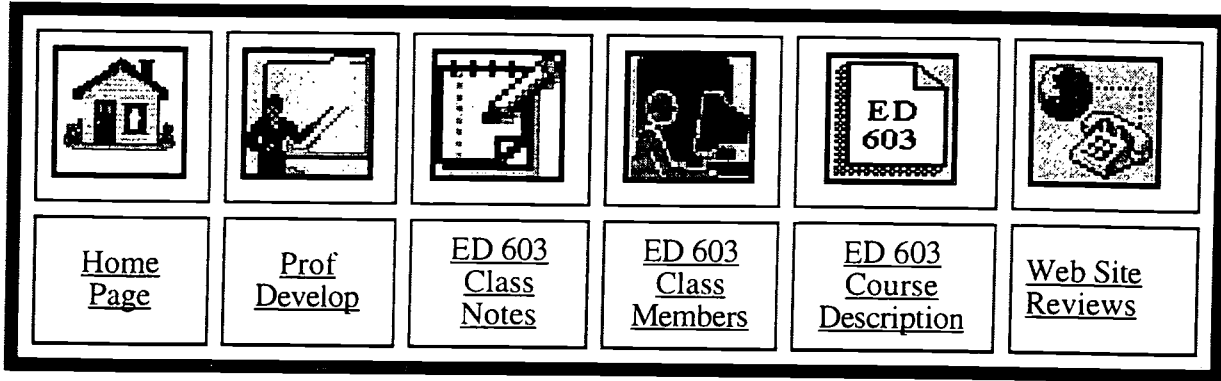 ED
603
Home
Page
Prof
Develop
ED 603
Class
Notes
ED 603
Class
Members
ED 603
Course
Description
Web Site
Reviews